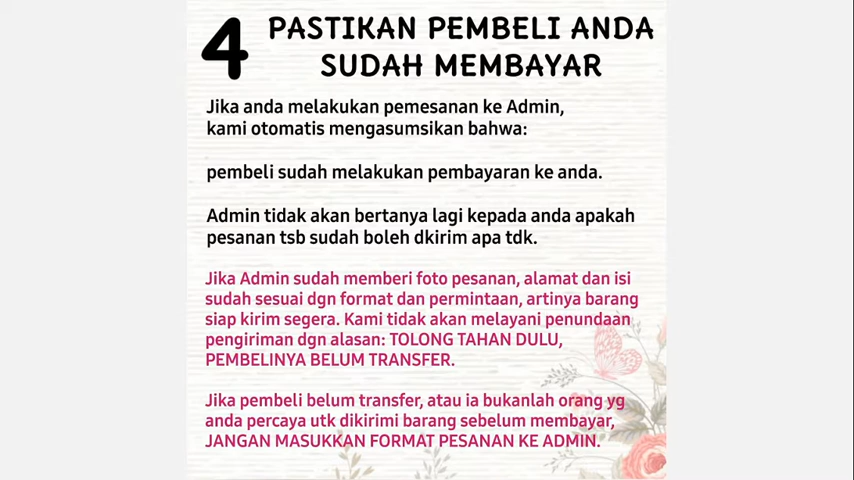 4 PASTIKAN PEMBELI ANDA
SUDAH MEMBAYAR
Jika anda melakukan pemesanan ke Admin,
kami otomatis mengasumsikan bahwa:
pembeli sudah melakukan pembayaran ke anda.
Admin tidak akan bertanya lagi kepada anda apakah
pesanan tsb sudah boleh dkirim apa tdk.
Jika Admin sudah memberi foto pesanan, alamat dan isi
sudah sesuai dgn format dan permintaan, artinya barang
siap kirim segera. Kami tidak akan melayani penundaan
pengiriman dgn alasan: TOLONG TAHAN DULU,
PEMBELINYA BELUM TRANSFER.
Jika pembeli belum transfer, atau ia bukanlah orang yg
anda percaya utk dikirimi barang sebelum membayar,
JANGAN MASUKKAN FORMAT PESANAN KE ADMIN.